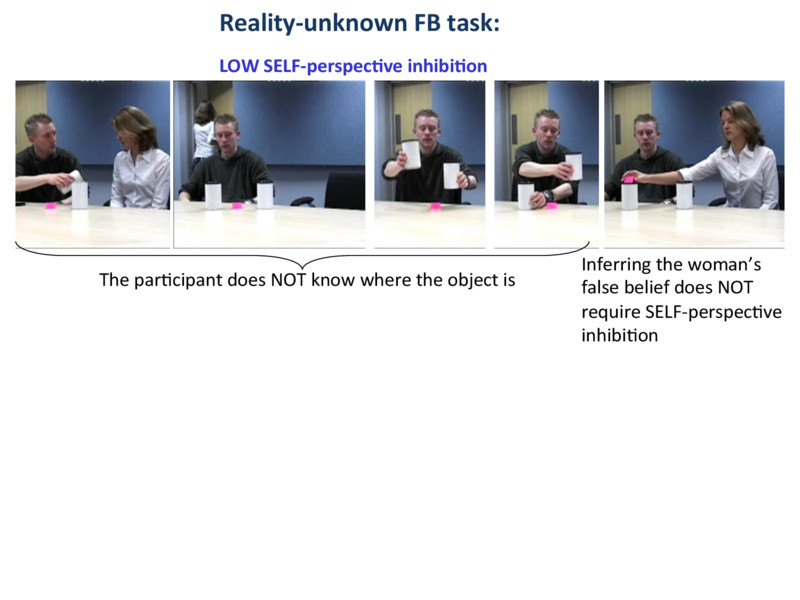 Reality-unknown FB task:
LOW SELF-perspective inhibition
The participant does NOT know where the object is
Inferring the woman's
false belief does NOT
require SELF-perspective
inhibition